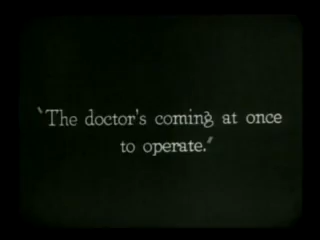 "The doctor's coming at once
to operate."